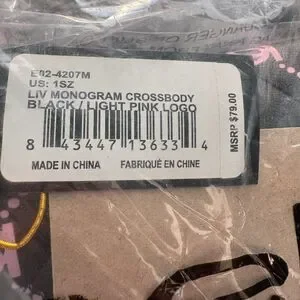 E02-4207M
US: 1SZ
LIV MONOGRAM CROSSBODY
BLACK / LIGHT PINK LOGO
8 43447 13633 4
MSRP $79.00
MADE IN CHINA FABRIQUÉ EN CHINE